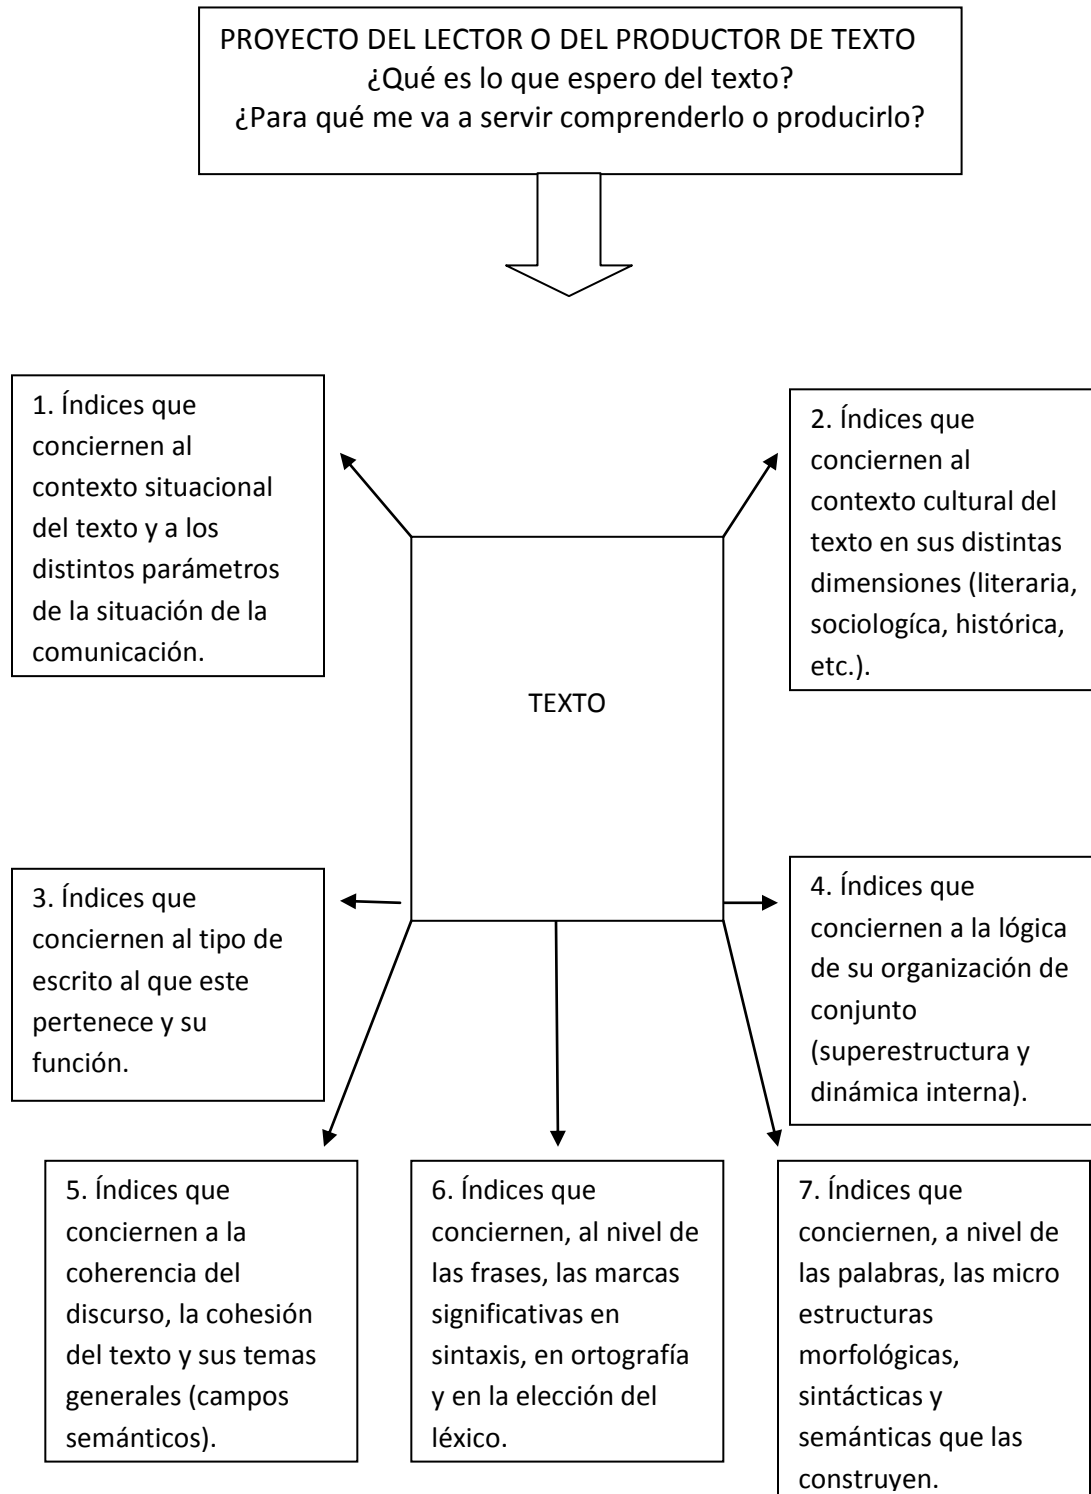 PROYECTO DEL LECTOR O DEL PRODUCTOR DE TEXTO
¿Qué es lo que espero del texto?
¿Para qué me va a servir comprenderlo o producirlo?
1. Índices que
conciernen al
contexto situacional
del texto y a los
distintos parámetros
de la situación de la
comunicación.
2. Índices que
conciernen al
contexto cultural del
texto en sus distintas
dimensiones (literaria,
sociologíca, histórica,
etc.).
TEXTO
3. Índices que
conciernen al tipo de
escrito al que este
pertenece y su
función.
4. Índices que
conciernen a la lógica
de su organización de
conjunto
(superestructura y
dinámica interna).
5. Índices que
conciernen a la
coherencia del
discurso, la cohesión
del texto y sus temas
generales (campos
semánticos).
6. Índices que
conciernen, al nivel de
las frases, las marcas
significativas en
sintaxis, en ortografía
y en la elección del
léxico.
7. Índices que
conciernen, a nivel de
las palabras, las micro
estructuras
morfológicas,
sintácticas y
semánticas que las
construyen.